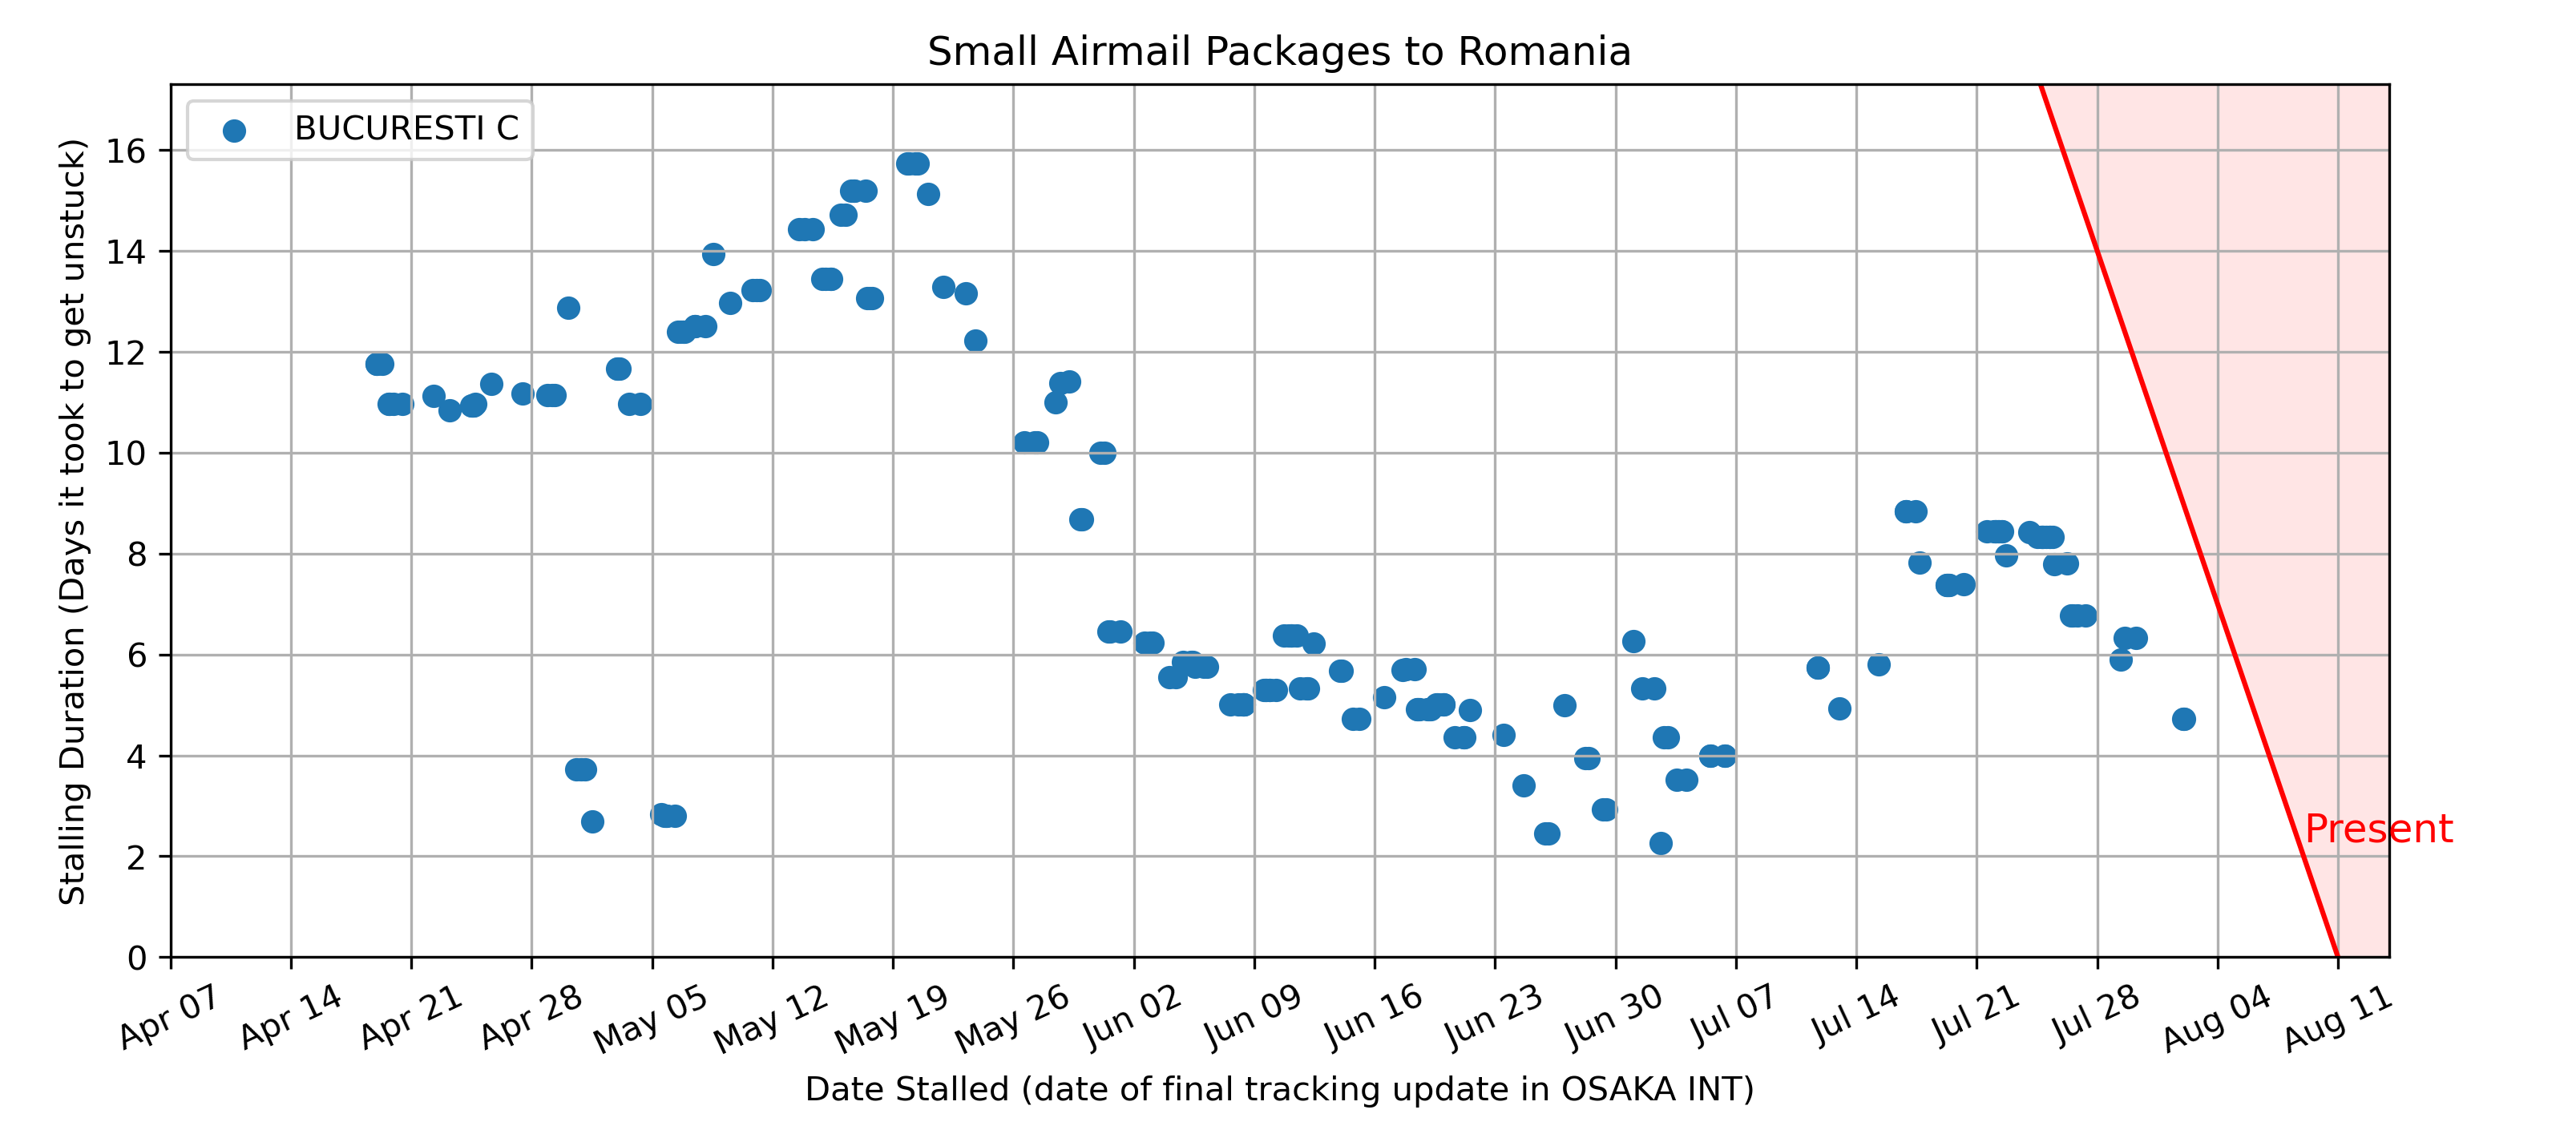 Small Airmail Packages to Romania
BUCURESTI C
Stalling Duration (Days it took to get unstuck)
16
14
12
10
8
6
4
2
0
Present
Apr 07
Apr 14
Apr 21
Apr 28
May 05
May 12
May 19
May 26
Jun 02
Jun 09
Jun 16
Jun 23
Jun 30
Jul 07
Jul 14
Jul 21
Jul 28
Aug 04
Aug 11
Date Stalled (date of final tracking update in OSAKA INT)